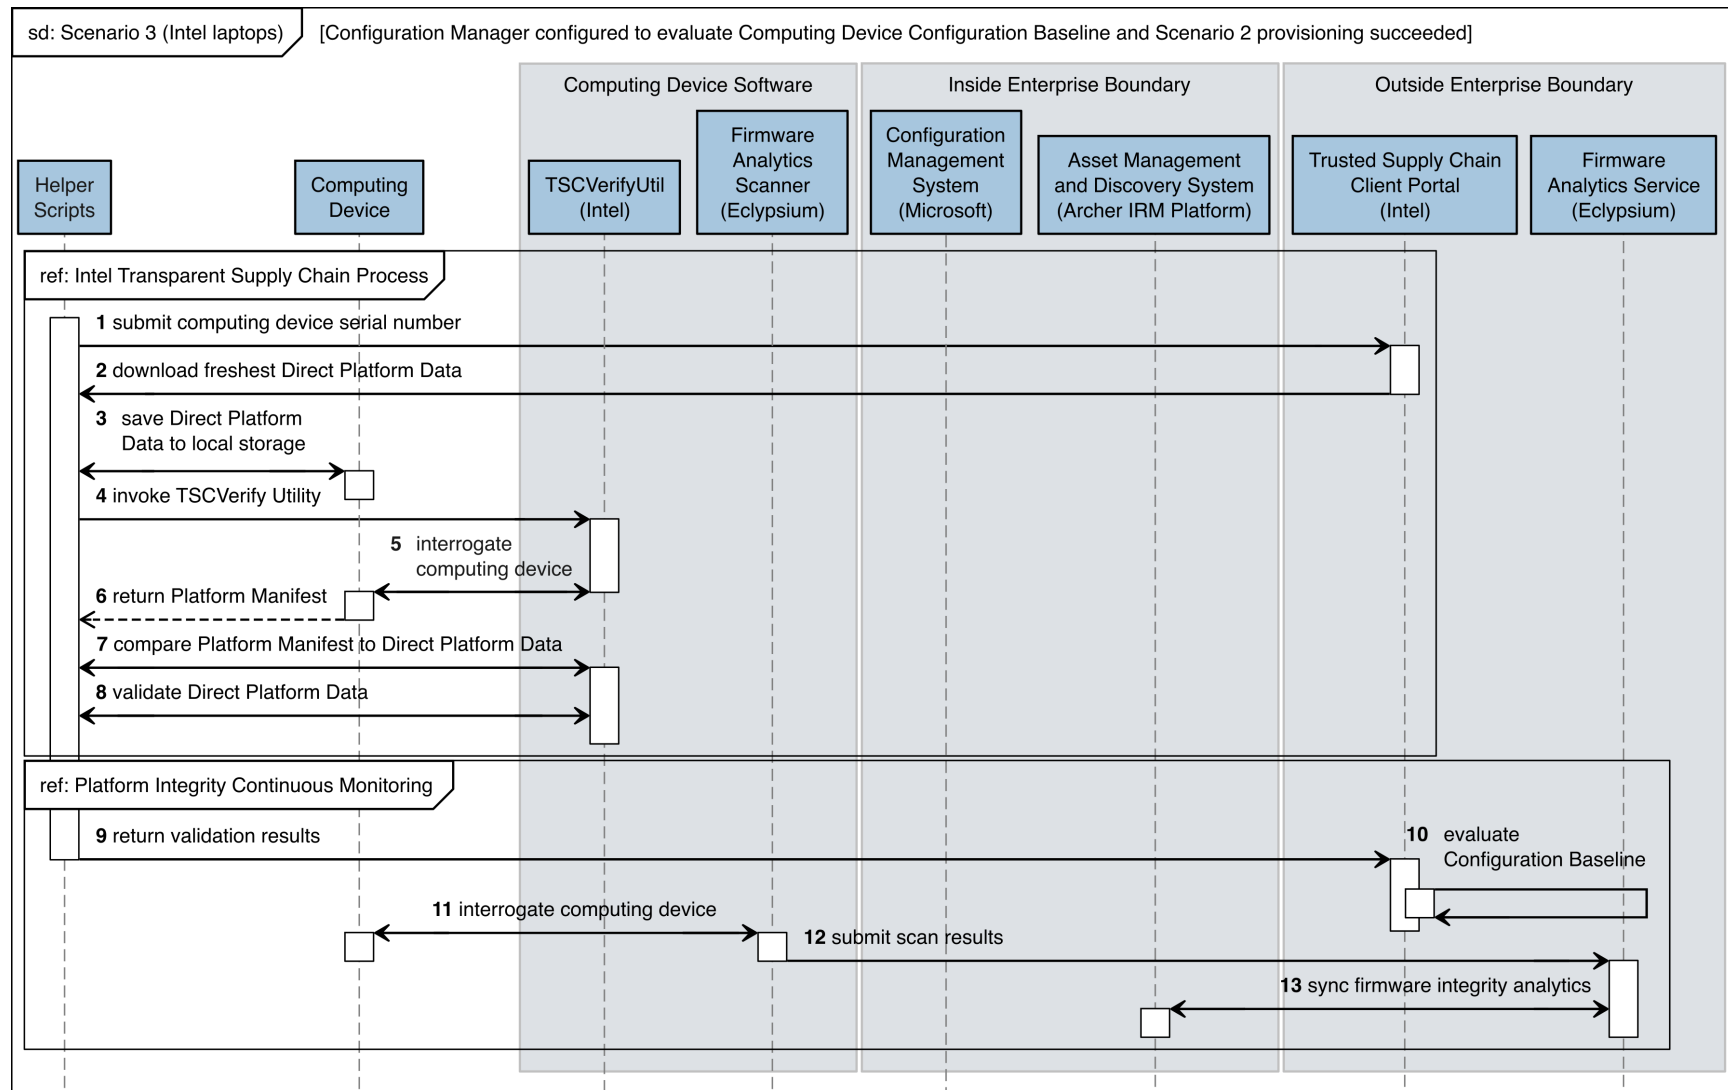 sd: Scenario 3 (Intel laptops)
[Configuration Manager configured to evaluate Computing Device Configuration Baseline and Scenario 2 provisioning succeeded]
Computing Device Software
Inside Enterprise Boundary
Outside Enterprise Boundary
Helper
Scripts
Computing
Device
TSCVerifyUtil
(Intel)
Firmware
Analytics
Scanner
(Eclypsium)
Configuration
Management
System
(Microsoft)
Asset Management
and Discovery System
(Archer IRM Platform)
Trusted Supply Chain
Client Portal
(Intel)
Firmware
Analytics Service
(Eclypsium)
ref: Intel Transparent Supply Chain Process
1 submit computing device serial number
2 download freshest Direct Platform Data
3 save Direct Platform
Data to local storage
4 invoke TSCVerify Utility
5 interrogate
computing device
6 return Platform Manifest
7 compare Platform Manifest to Direct Platform Data
8 validate Direct Platform Data
ref: Platform Integrity Continuous Monitoring
9 return validation results
10 evaluate
Configuration Baseline
11 interrogate computing device
12 submit scan results
13 sync firmware integrity analytics